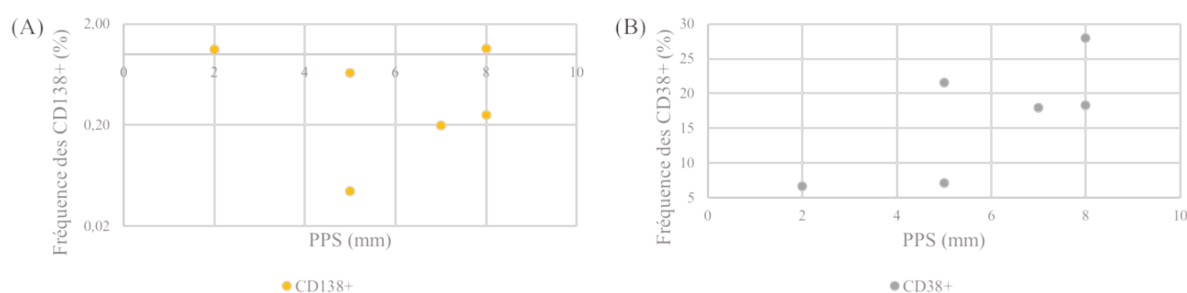 (A)
Fréquence des CD138+ (%)
2.00
0,20
0,02
0 2 4 6 8 10
PPS (mm)
CD138+
(B)
Fréquence des CD38+ (%)
30
25
20
15
10
5
0 2 4 6 8 10
PPS (mm)
CD38+